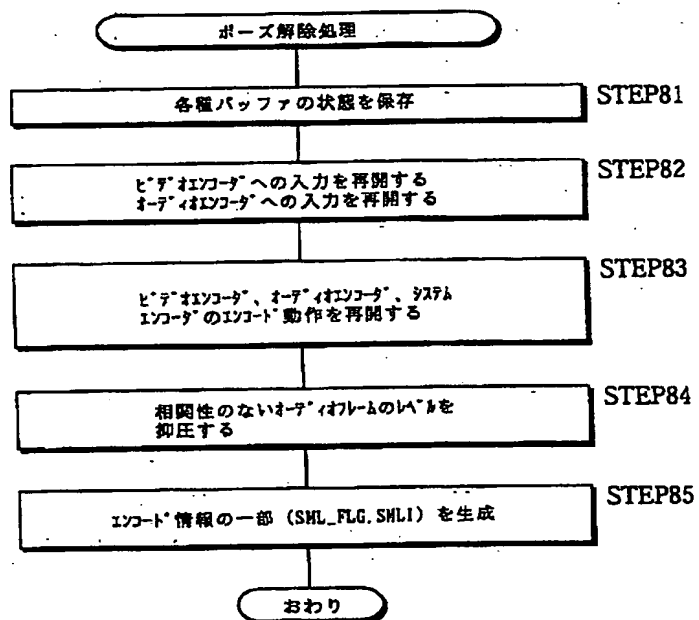 ポーズ解除処理
各種バッファの状態を保存
STEP81
ﾋﾞﾃﾞｵｴﾝｺｰﾀﾞへの入力を再開する
ｵｰﾃﾞｨｵｴﾝｺｰﾀﾞへの入力を再開する
STEP82
ﾋﾞﾃﾞｵｴﾝｺｰﾀﾞ、ｵｰﾃﾞｨｵｴﾝｺｰﾀﾞ、ｼｽﾃﾑ
ｴﾝｺｰﾀﾞのｴﾝｺｰﾄﾞ動作を再開する
STEP83
相関性のないｵｰﾃﾞｨｵﾌﾚｰﾑのﾚﾍﾞﾙを
抑圧する
STEP84
ｴﾝｺｰﾄﾞ情報の一部（SML_FLG,SMLI）を生成
STEP85
おわり